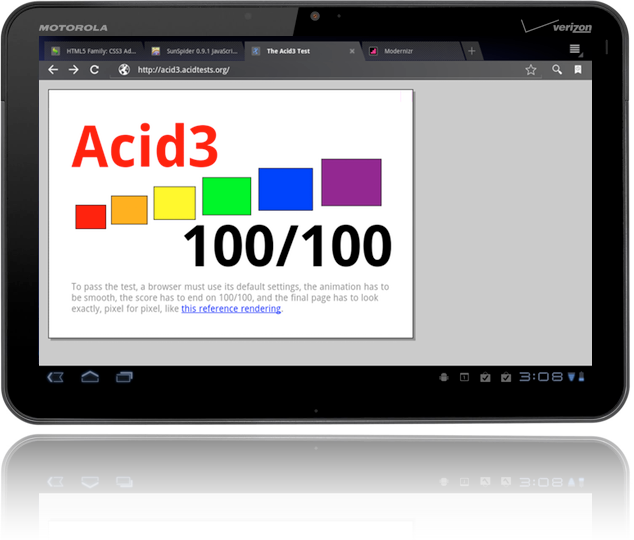 MOTOROLA
verizon
HTML5 Family: CSS3 Ad...
SunSpider 0.9.1 JavaScri...
The Acid3 Test
Modernizr
http://acid3.acidtests.org/
Acid3
100/100
To pass the test, a browser must use its default settings, the animation has to
be smooth, the score has to end on 100/100, and the final page has to look
exactly, pixel for pixel, like this reference rendering.
3:08